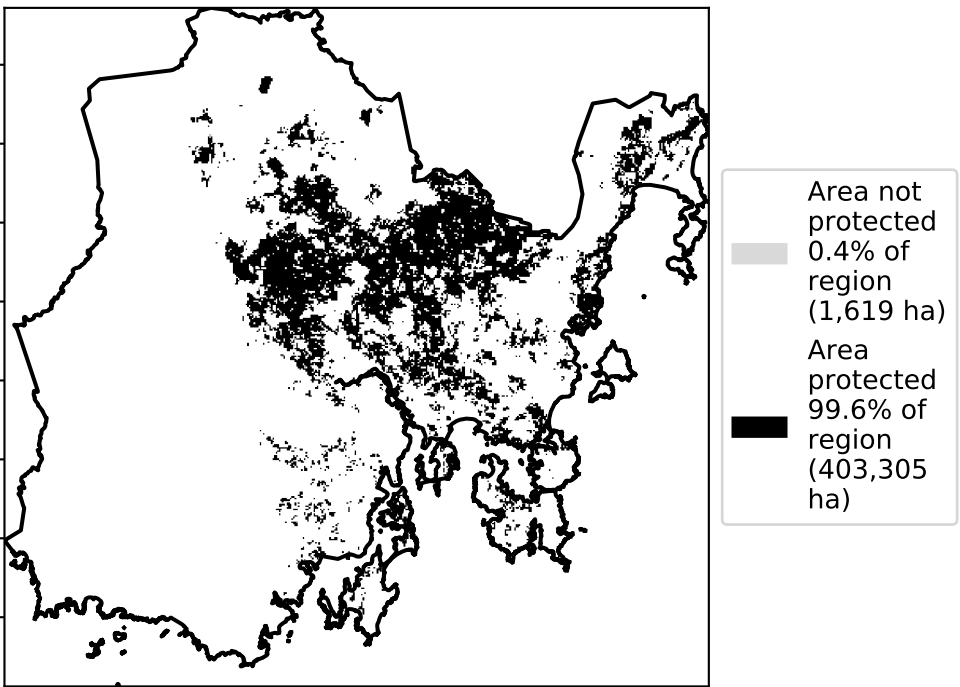 Area not
protected
0.4% of
region
(1,619 ha)
Area
protected
99.6% of
region
(403,305
ha)